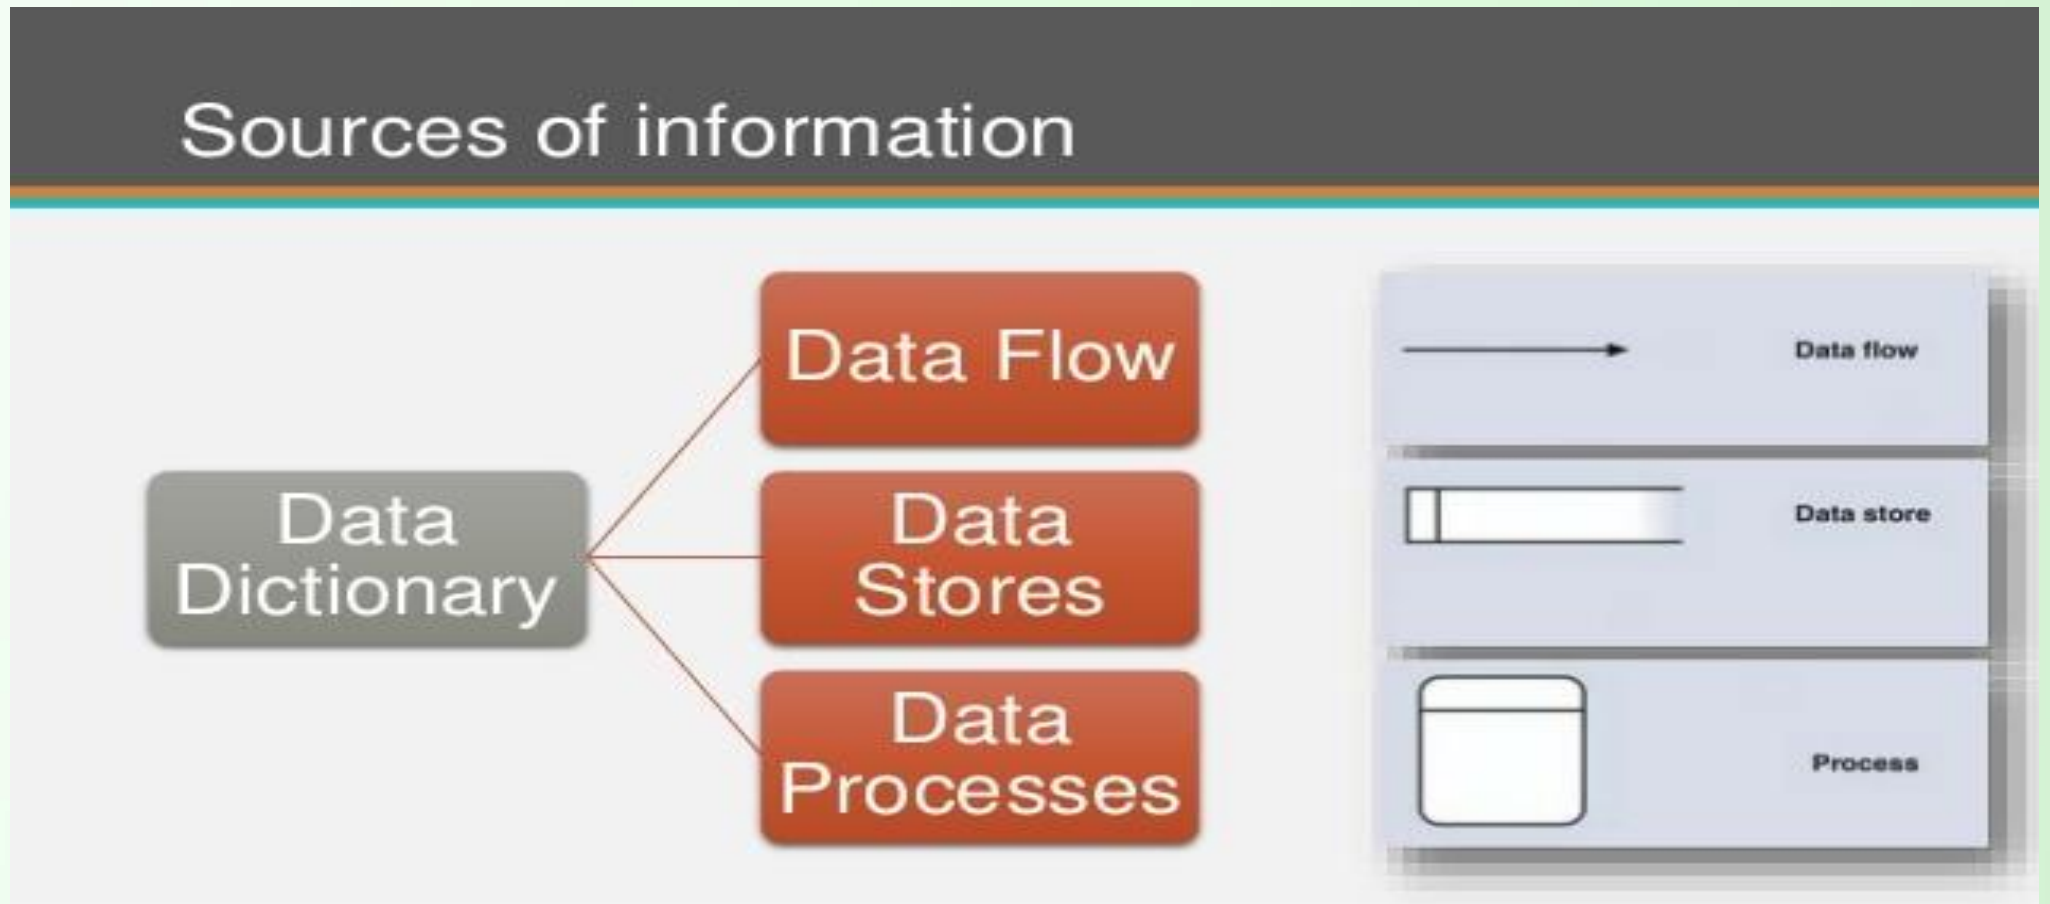 Sources of information
Data
Dictionary
Data Flow
Data
Stores
Data
Processes
Data flow
Data store
Process